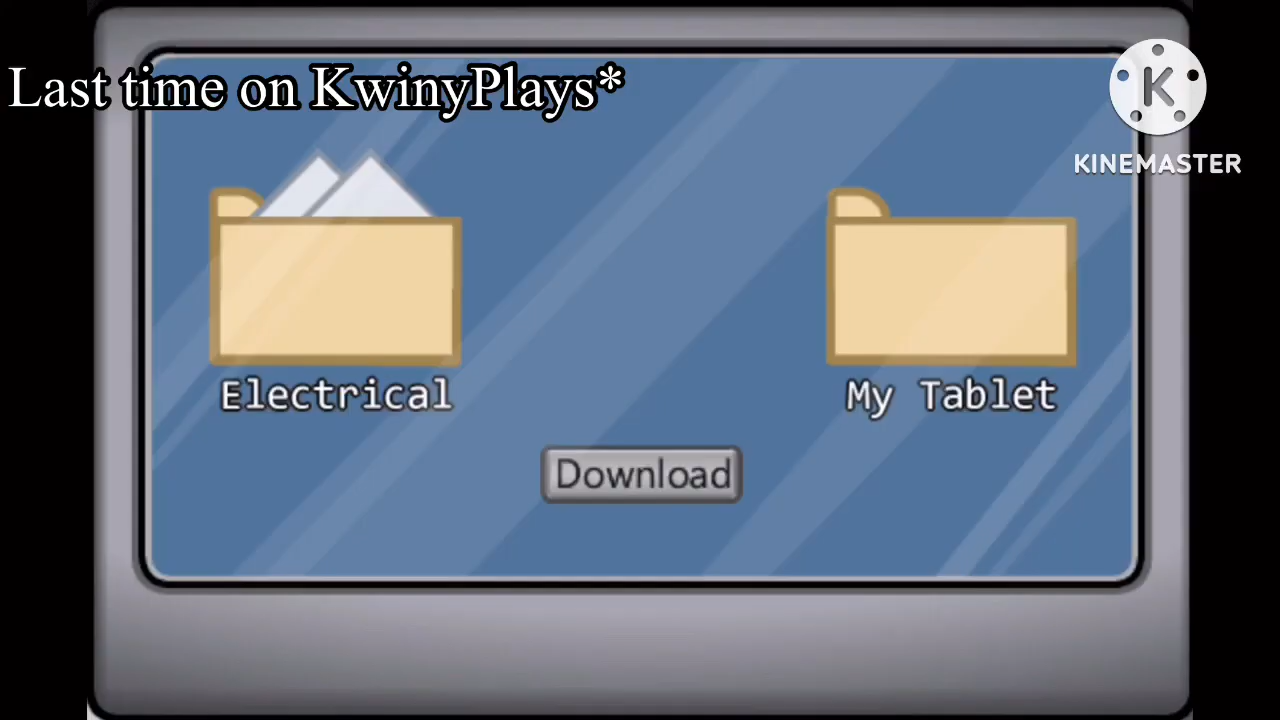 Last time on KwinyPlays*
K
KINEMASTER
Electrical
My Tablet
Download